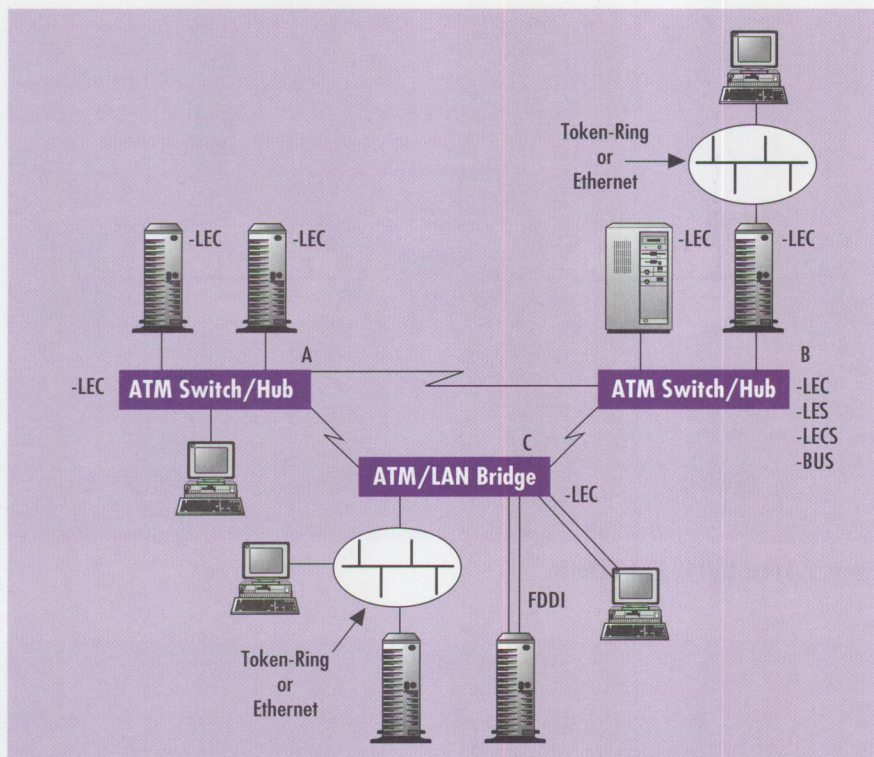 Token-Ring
or
Ethernet
-LEC
-LEC
-LEC
-LEC
A
B
-LEC
ATM Switch/Hub
ATM Switch/Hub
-LEC
-LES
-LECS
-BUS
C
ATM/LAN Bridge
-LEC
FDDI
Token-Ring
or
Ethernet